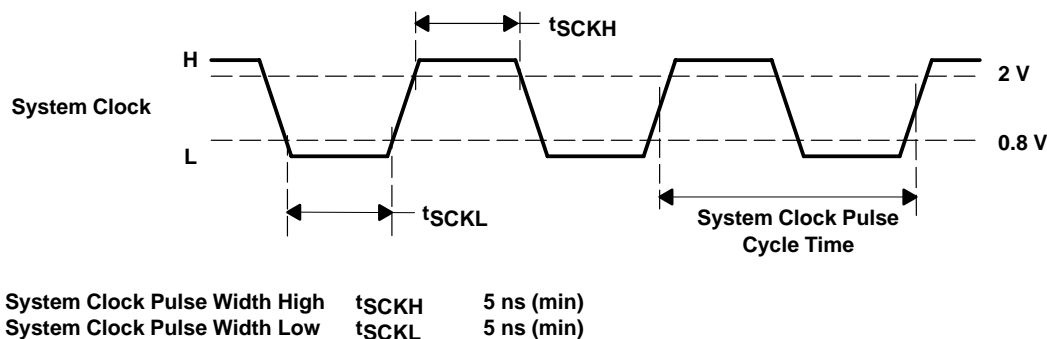 tSCKH
H
2 V
System Clock
L
0.8 V
tSCKL
System Clock Pulse
Cycle Time
System Clock Pulse Width High tSCKH 5 ns (min)
System Clock Pulse Width Low tSCKL 5 ns (min)